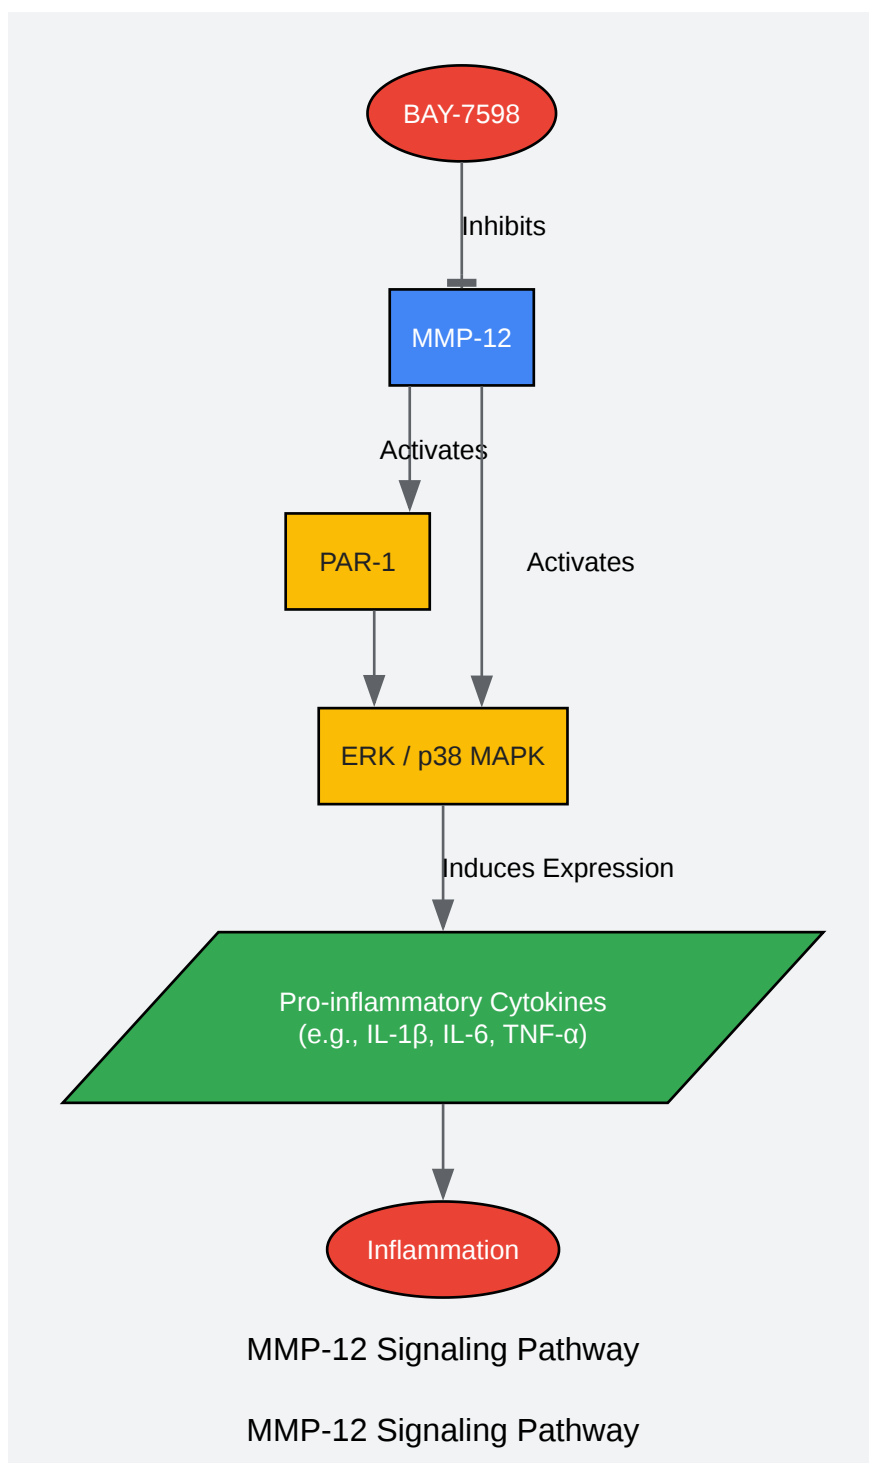 BAY-7598
Inhibits
MMP-12
Activates
PAR-1
Activates
ERK / p38 MAPK
Induces Expression
Pro-inflammatory Cytokines
(e.g., IL-1β, IL-6, TNF-α)
Inflammation
MMP-12 Signaling Pathway
MMP-12 Signaling Pathway